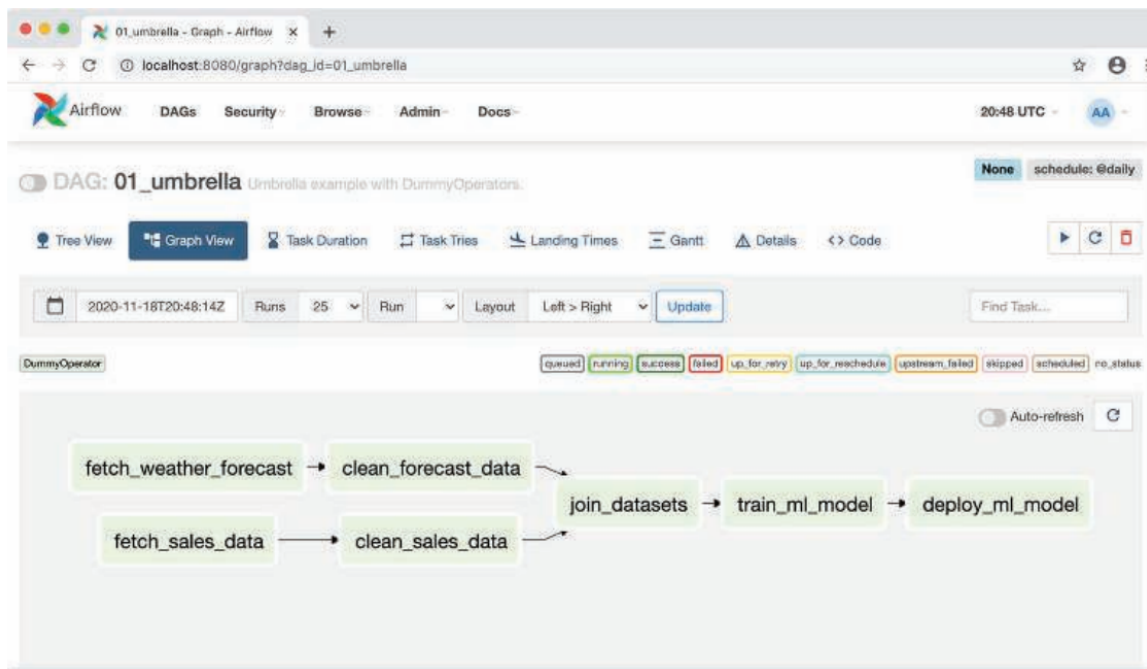 01_umbrella - Graph - Airflow × +
localhost:8080/graph?dag_id=01_umbrella
Airflow DAGs Security Browse Admin Docs 20:48 UTC AA
DAG: 01_umbrella Umbrella example with DummyOperators. None schedule: @daily
Tree View Graph View Task Duration Task Tries Landing Times Gantt Details <> Code
2020-11-18T20:48:14Z Runs 25 Run Layout Left > Right Update Find Task...
DummyOperator queued running success failed up_for_retry up_for_reschedule upstream_failed skipped scheduled no_status
Auto-refresh
fetch_weather_forecast clean_forecast_data
join_datasets train_ml_model deploy_ml_model
fetch_sales_data clean_sales_data